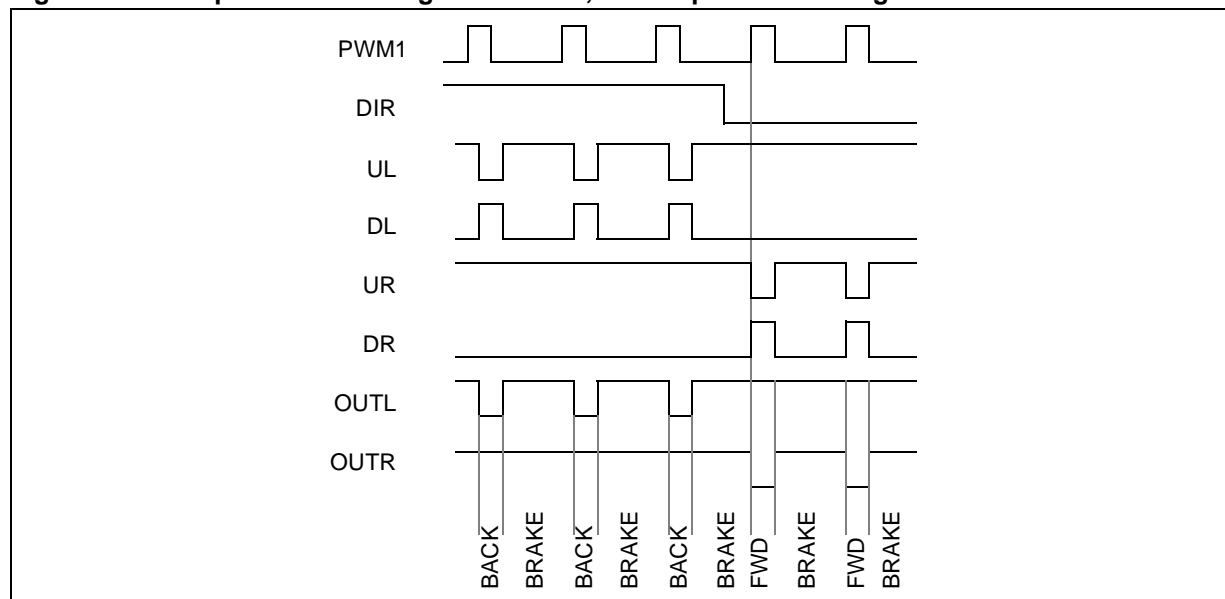 PWM1
DIR
UL
DL
UR
DR
OUTL
OUTR
BACK
BRAKE
BACK
BRAKE
BACK
BRAKE
FWD
BRAKE
FWD
BRAKE